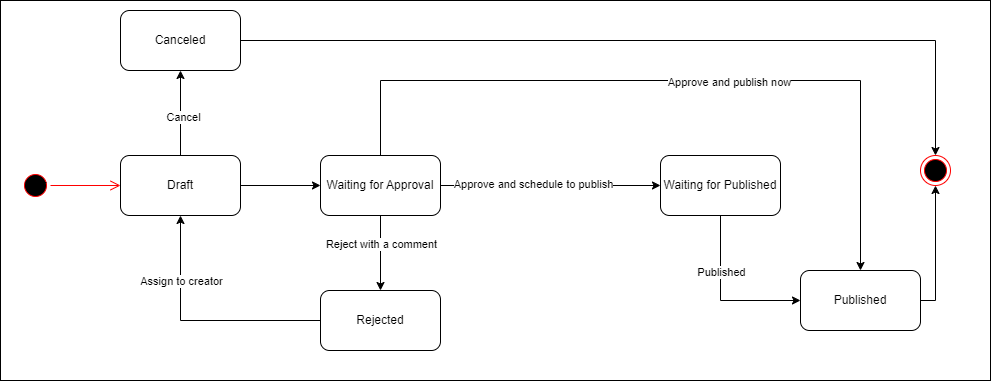 Canceled
Approve and publish now
Cancel
Draft
Waiting for Approval
Approve and schedule to publish
Waiting for Published
Reject with a comment
Published
Assign to creator
Rejected
Published